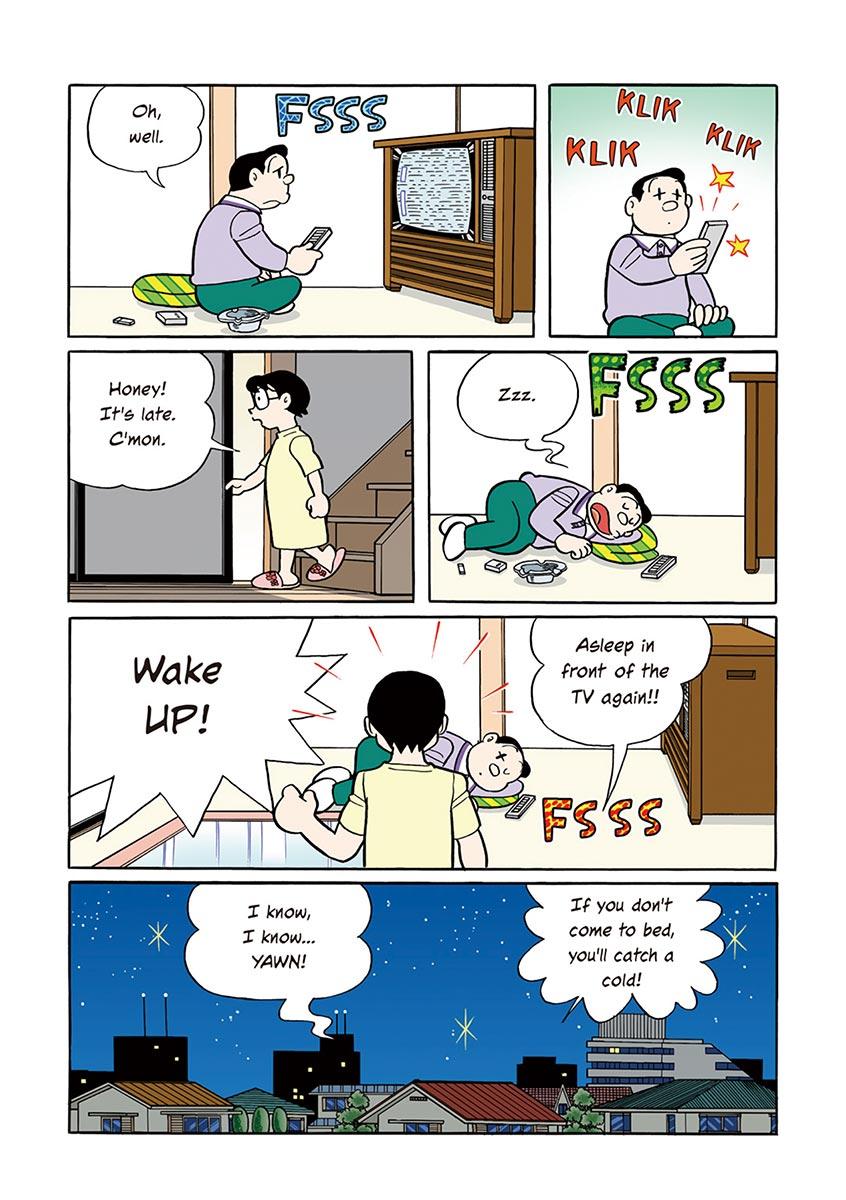 Oh,
well.
FSSS
KLIK
KLIK
KLIK
Honey!
It's late.
C'mon.
Zzz.
FSSS
Wake
UP!
Asleep in
front of the
TV again!!
FSSS
I know,
I know...
YAWN!
If you don't
come to bed,
you'll catch a
cold!